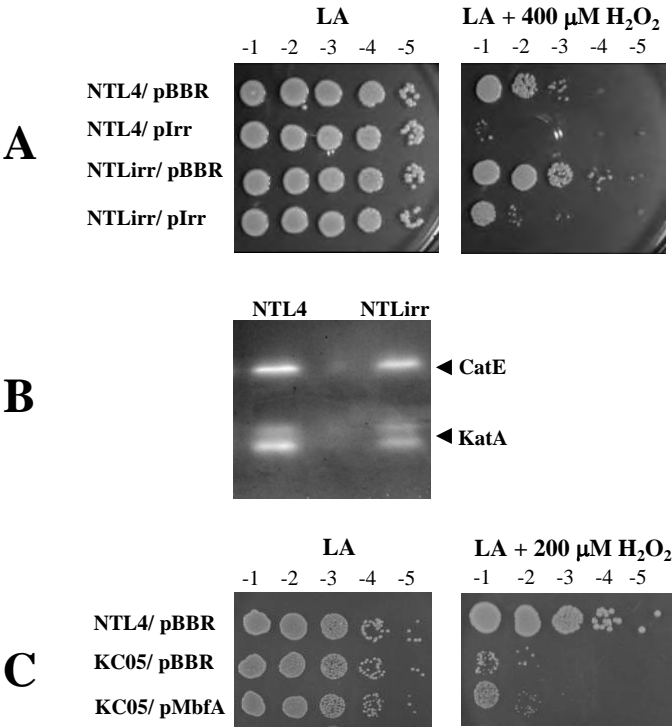 LA
LA + 400 μM H₂O₂
-1 -2 -3 -4 -5
-1 -2 -3 -4 -5
A
NTL4/ pBBR
NTL4/ pIrr
NTLirr/ pBBR
NTLirr/ pIrr
NTL4 NTLirr
B
CatE
KatA
LA
LA + 200 μM H₂O₂
-1 -2 -3 -4 -5
-1 -2 -3 -4 -5
C
NTL4/ pBBR
KC05/ pBBR
KC05/ pMbfA